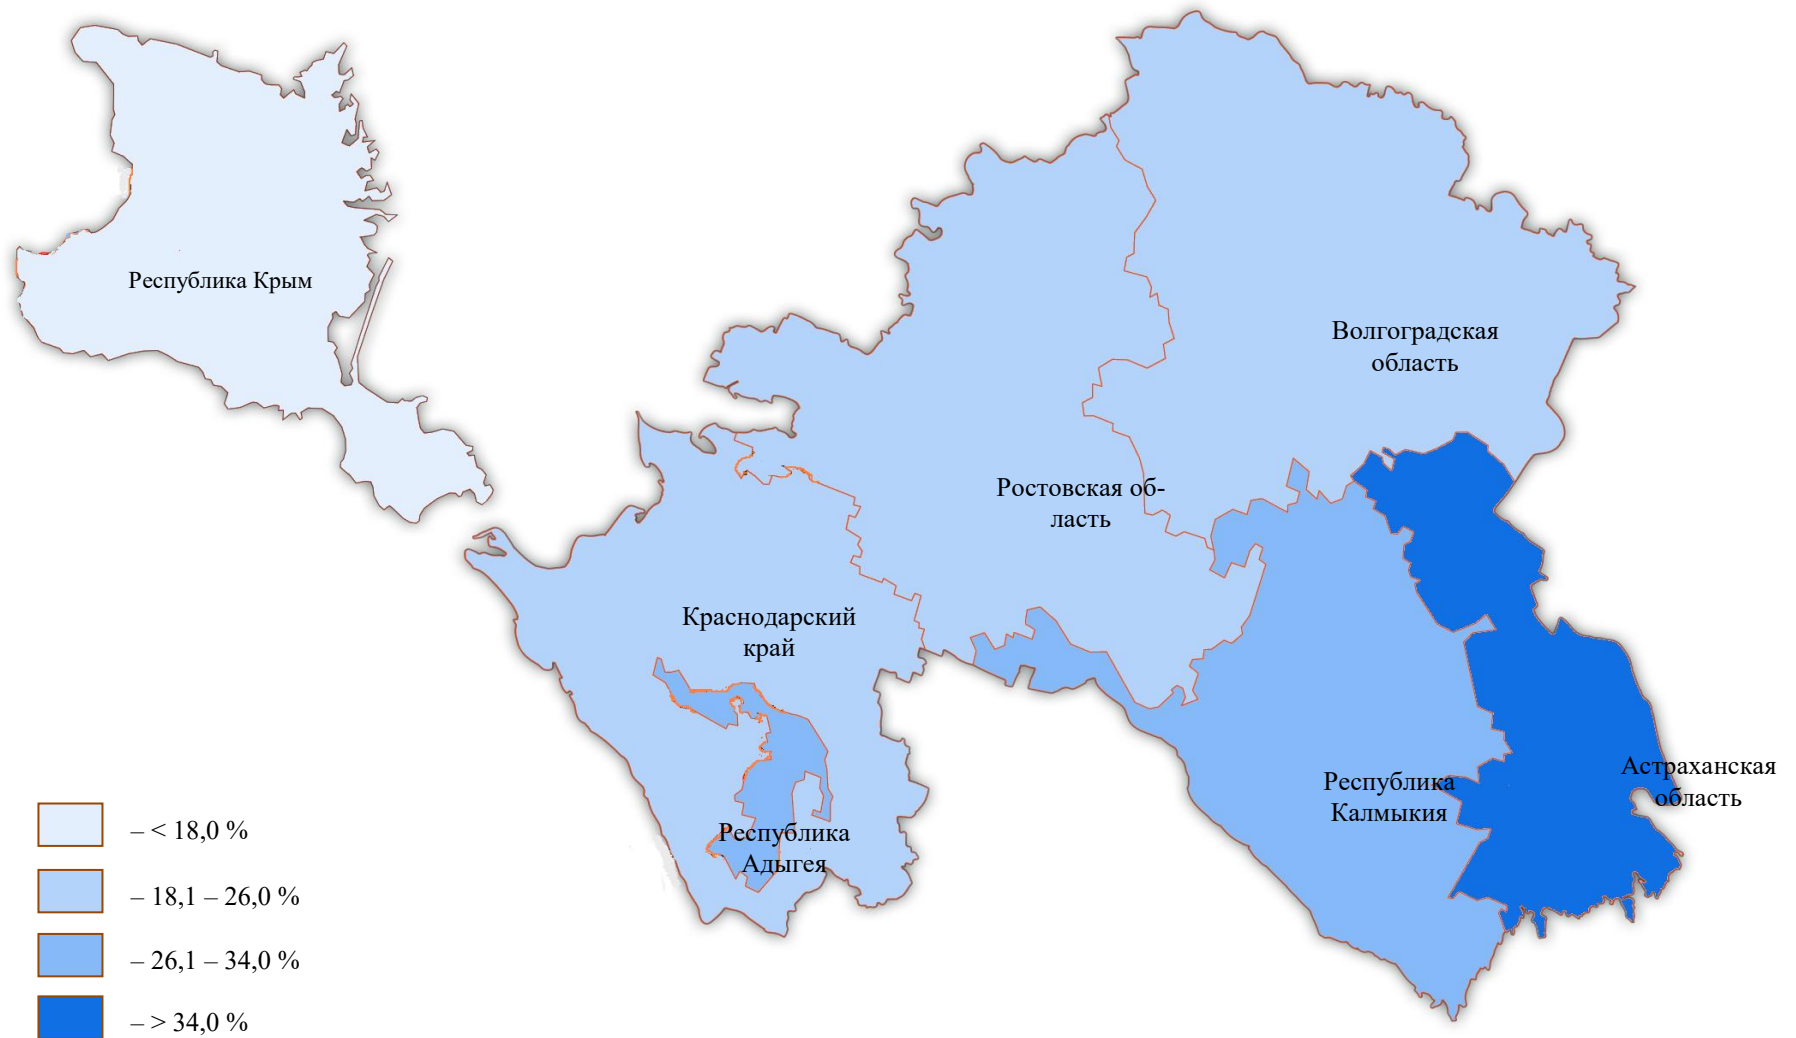 Республика Крым
Волгоградская
область
Ростовская об-
ласть
Краснодарский
край
Республика
Адыгея
Республика
Калмыкия
Астраханская
область
– < 18,0 %
– 18,1 – 26,0 %
– 26,1 – 34,0 %
– > 34,0 %